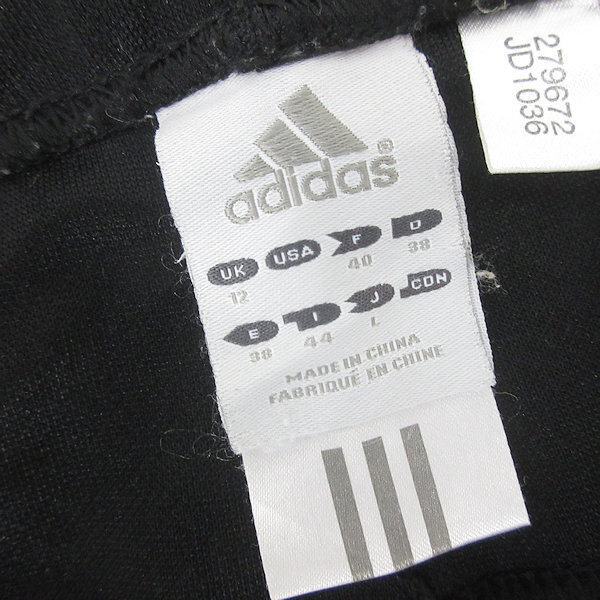 adidas®
UK USA F D
12 40 38
E I J CDN
38 44 L
MADE IN CHINA
FABRIQUÉ EN CHINE
279672
JD1036